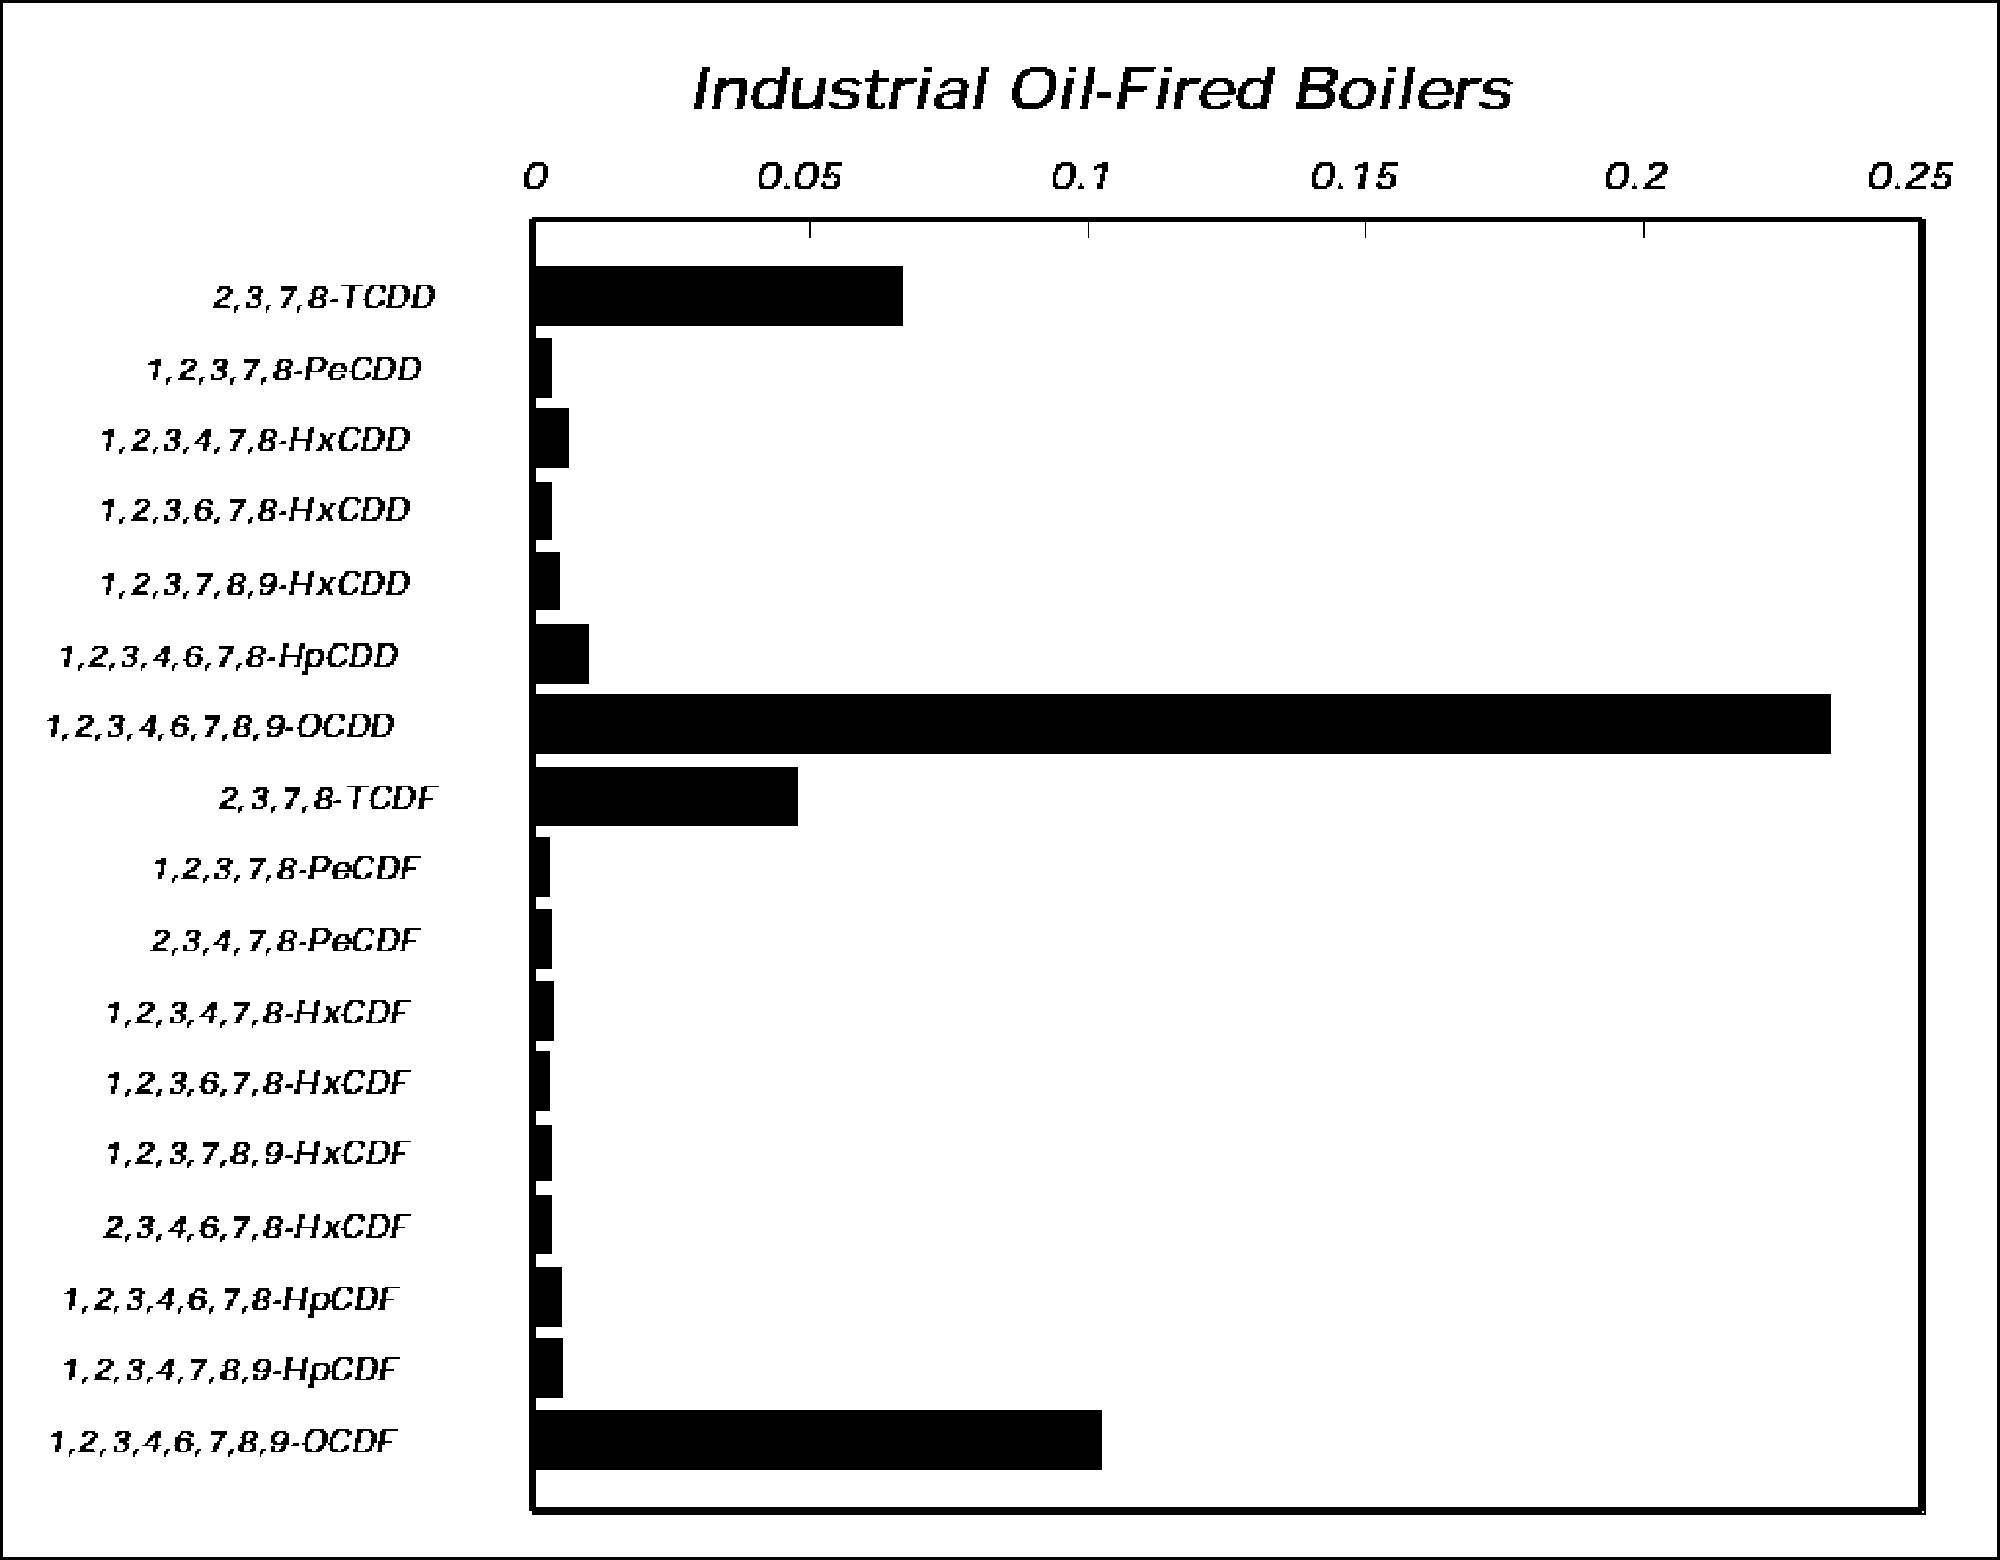 Industrial Oil-Fired Boilers
0 0.05 0.1 0.15 0.2 0.25
2,3,7,8-TCDD
1,2,3,7,8-PeCDD
1,2,3,4,7,8-HxCDD
1,2,3,6,7,8-HxCDD
1,2,3,7,8,9-HxCDD
1,2,3,4,6,7,8-HpCDD
1,2,3,4,6,7,8,9-OCDD
2,3,7,8-TCDF
1,2,3,7,8-PeCDF
2,3,4,7,8-PeCDF
1,2,3,4,7,8-HxCDF
1,2,3,6,7,8-HxCDF
1,2,3,7,8,9-HxCDF
2,3,4,6,7,8-HxCDF
1,2,3,4,6,7,8-HpCDF
1,2,3,4,7,8,9-HpCDF
1,2,3,4,6,7,8,9-OCDF